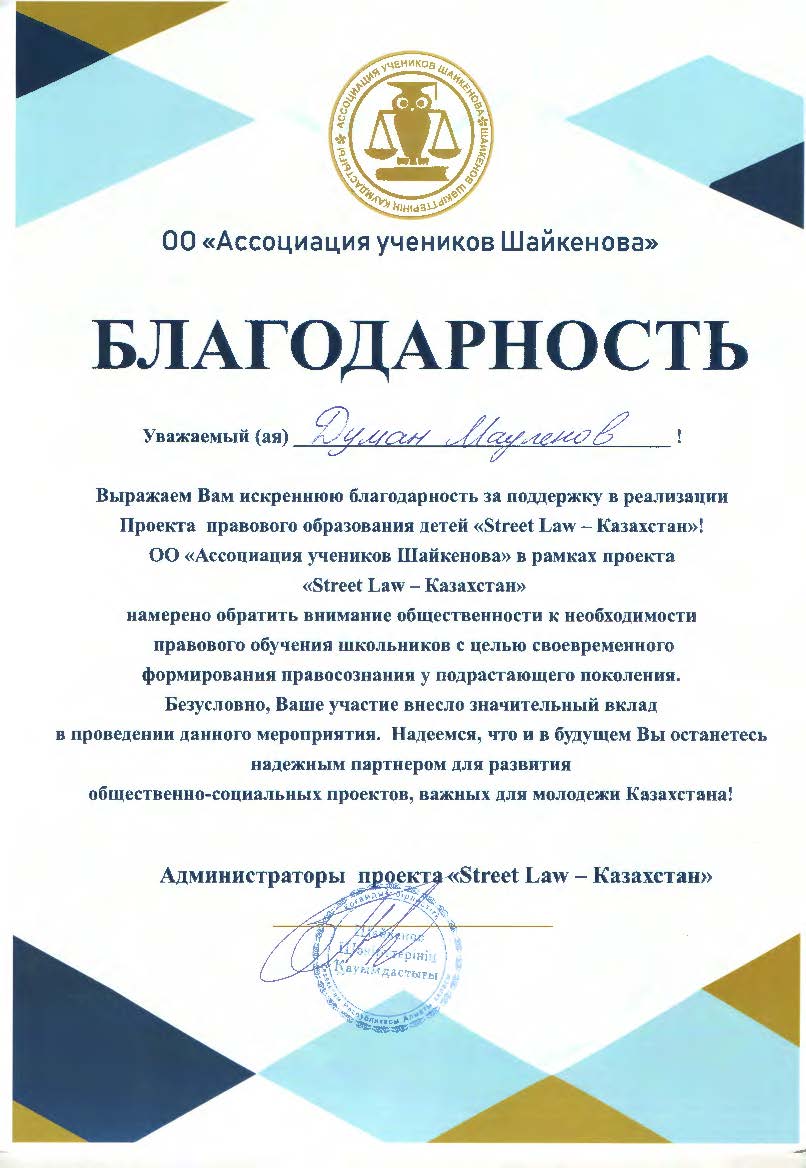 АССОЦИАЦИЯ УЧЕНИКОВ ШАЙКЕНОВА
ШАЙКЕНОВ ШӘКІРТТЕРІНІҢ ҚАУЫМДАСТЫҒЫ
ОО «Ассоциация учеников Шайкенова»
БЛАГОДАРНОСТЬ
Уважаемый (ая) Думан Мауленов !
Выражаем Вам искреннюю благодарность за поддержку в реализации
Проекта правового образования детей «Street Law – Казахстан»!
ОО «Ассоциация учеников Шайкенова» в рамках проекта
«Street Law – Казахстан»
намерено обратить внимание общественности к необходимости
правового обучения школьников с целью своевременного
формирования правосознания у подрастающего поколения.
Безусловно, Ваше участие внесло значительный вклад
в проведении данного мероприятия. Надеемся, что и в будущем Вы останетесь
надежным партнером для развития
общественно-социальных проектов, важных для молодежи Казахстана!
Администраторы проекта «Street Law – Казахстан»
Шайкенов
Шәкірттерінің
Қауымдастығы